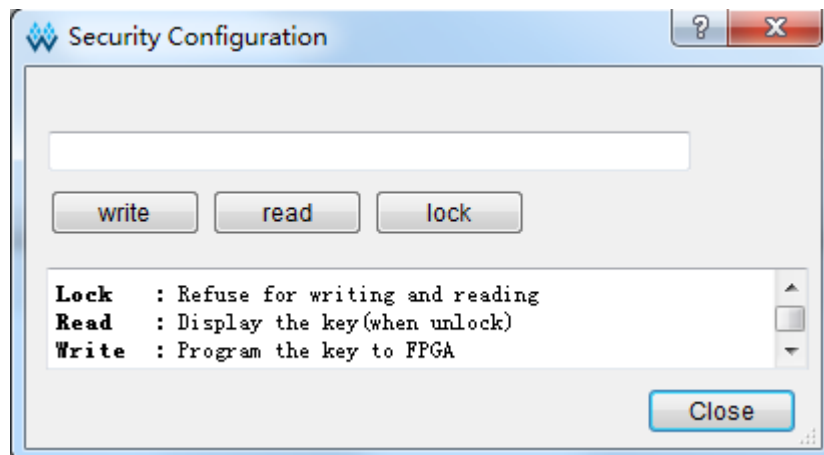 Security Configuration
write read lock
Lock : Refuse for writing and reading
Read : Display the key(when unlock)
Write : Program the key to FPGA
Close